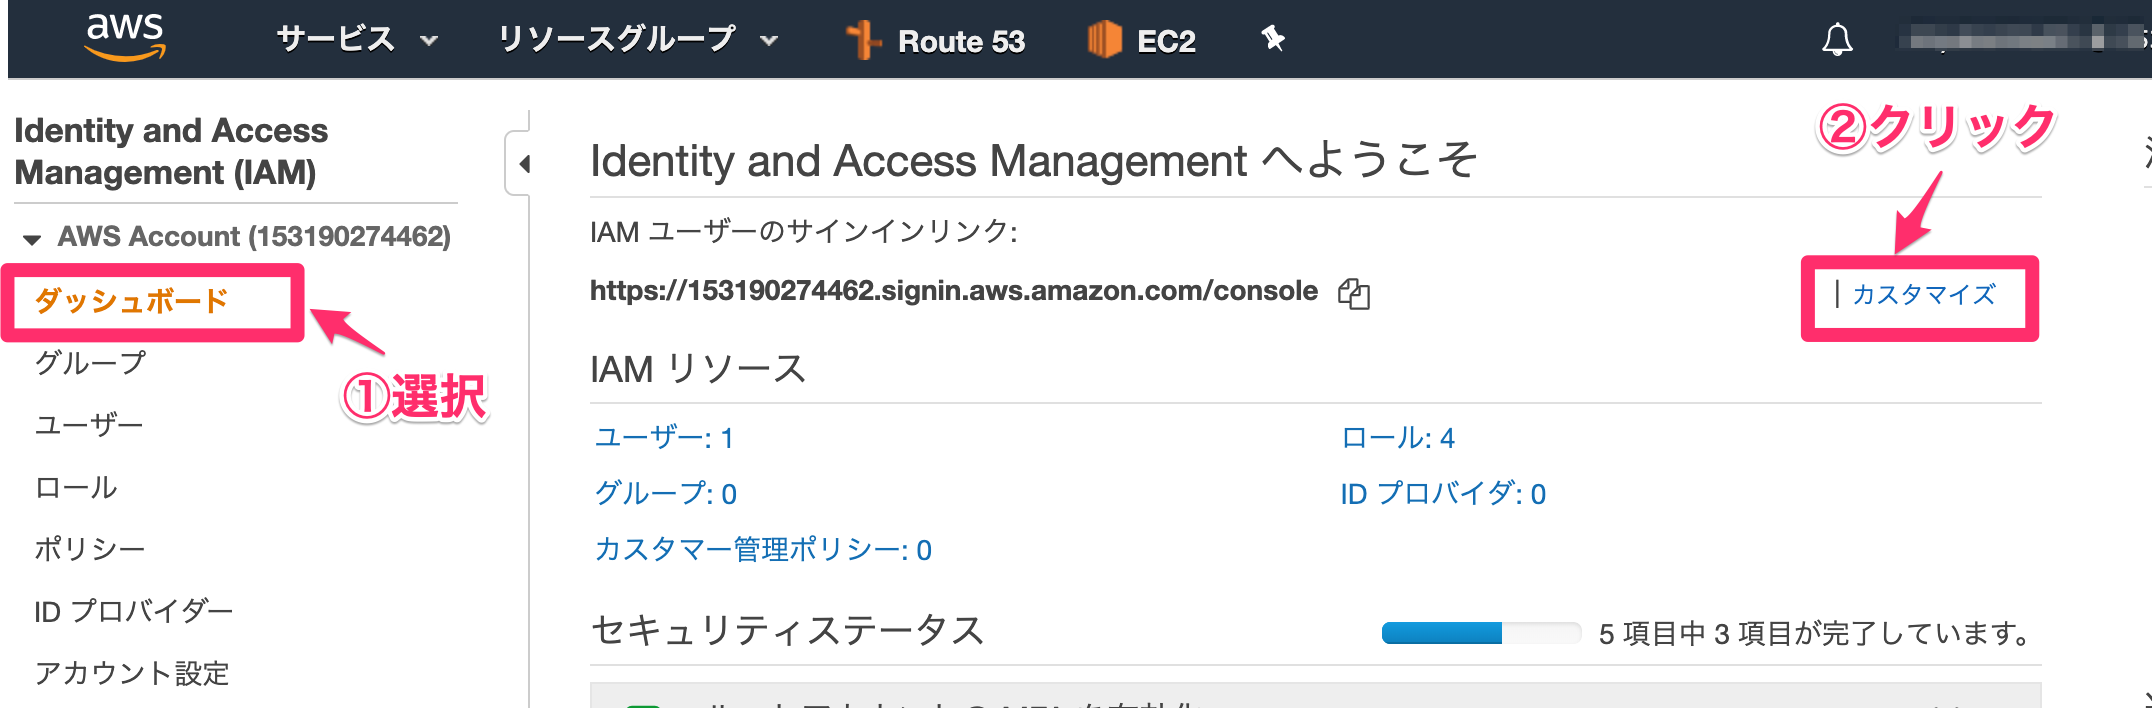 aws サービス リソースグループ Route 53 EC2
Identity and Access
Management (IAM)
AWS Account (153190274462)
ダッシュボード
①選択
グループ
ユーザー
ロール
ポリシー
ID プロバイダー
アカウント設定
Identity and Access Management へようこそ
②クリック
IAM ユーザーのサインインリンク:
https://153190274462.signin.aws.amazon.com/console
| カスタマイズ
IAM リソース
ユーザー: 1
ロール: 4
グループ: 0
ID プロバイダ: 0
カスタマー管理ポリシー: 0
セキュリティステータス
5 項目中 3 項目が完了しています。